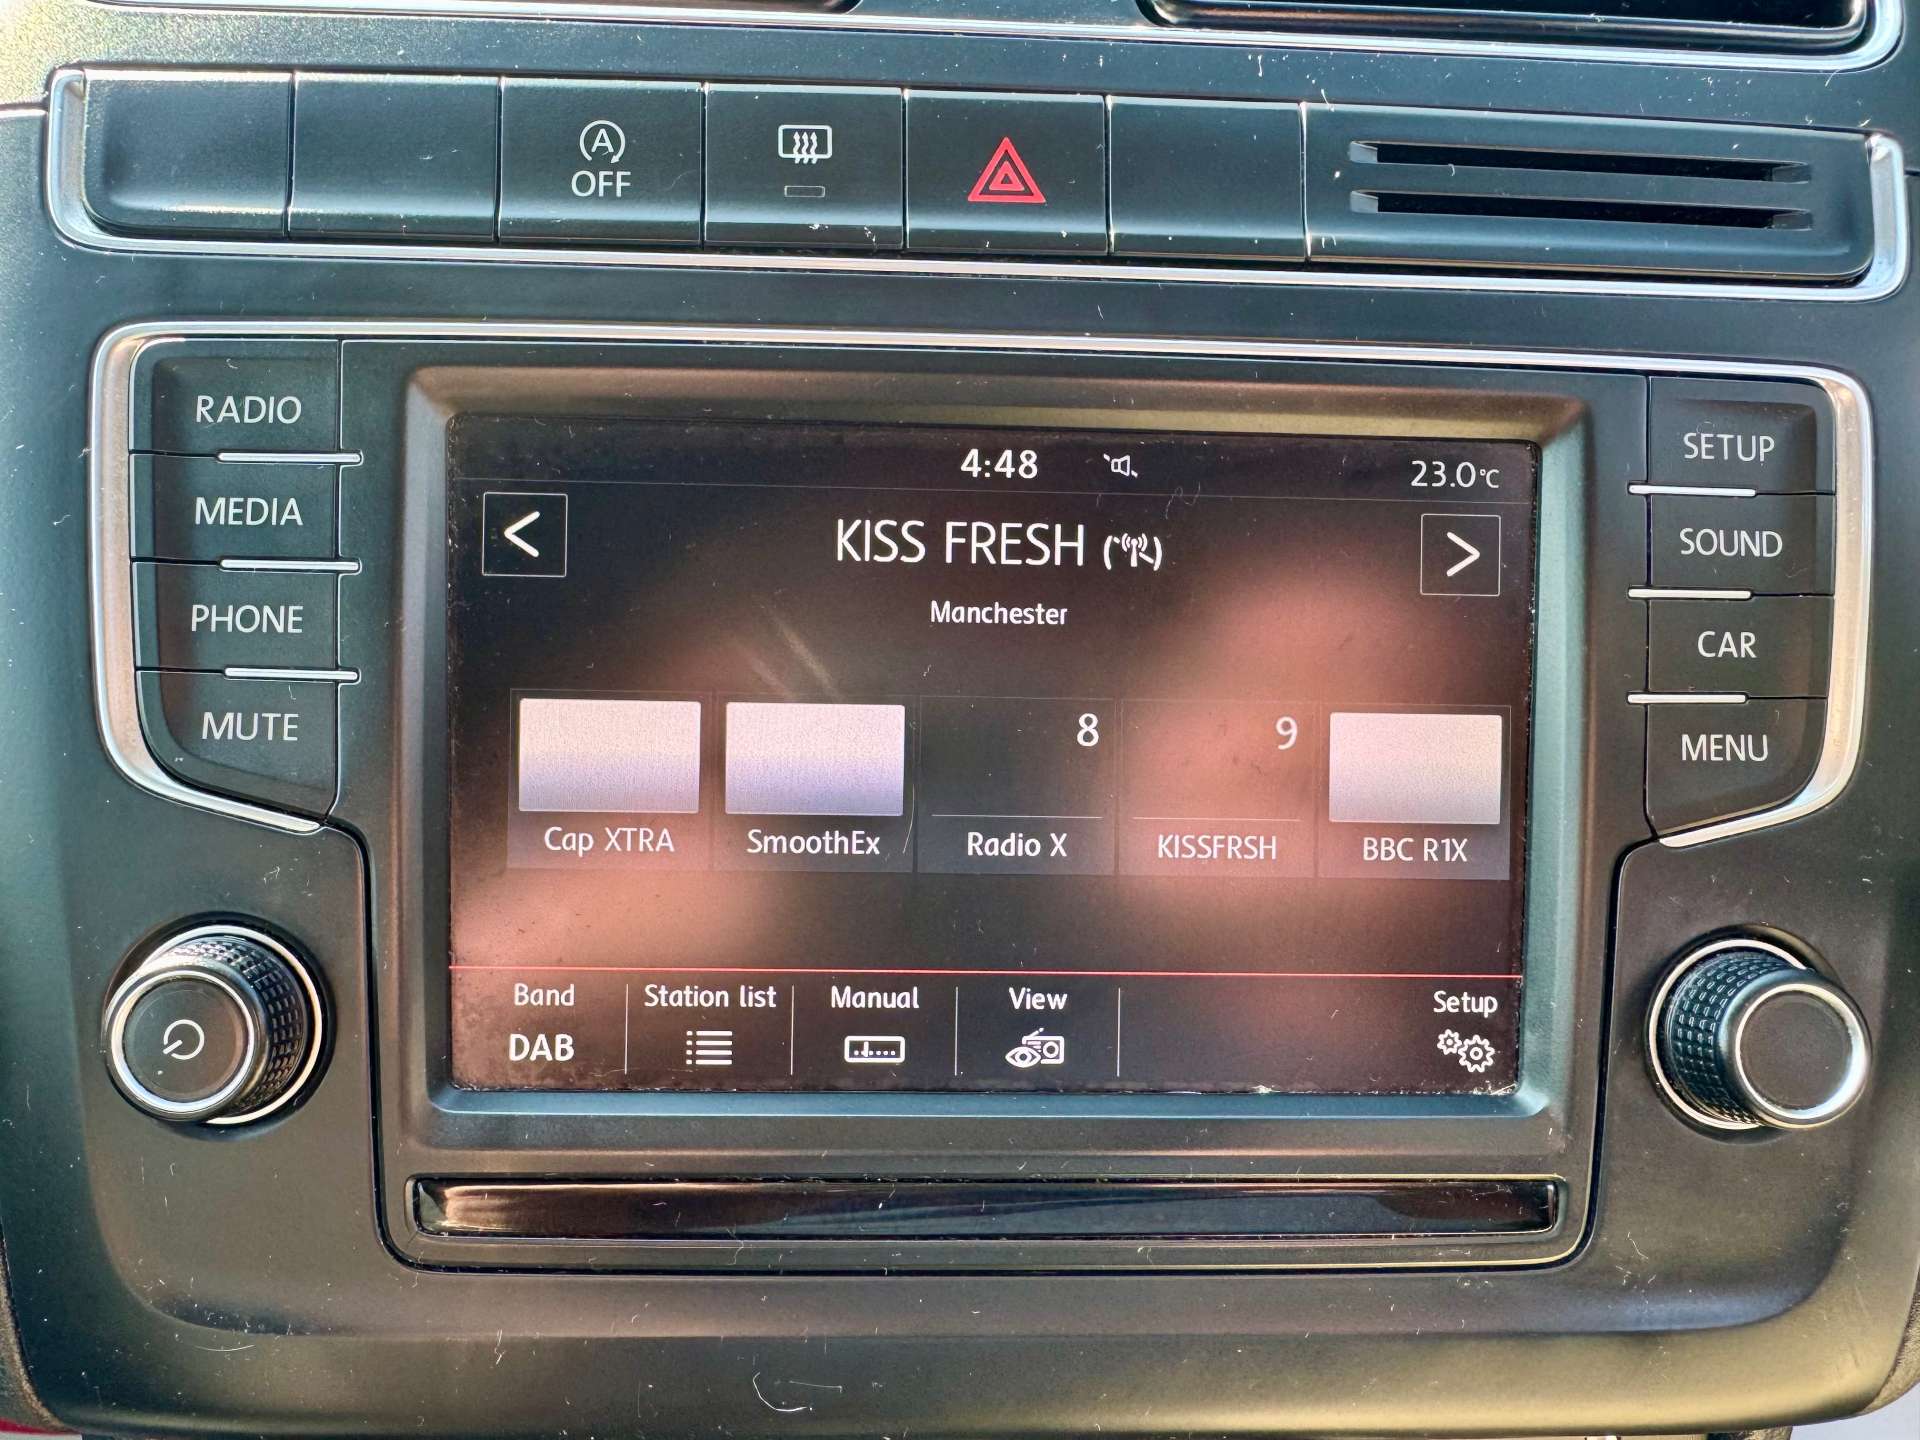 A
OFF
RADIO
MEDIA
PHONE
MUTE
SETUP
SOUND
CAR
MENU
4:48
23.0°C
<
KISS FRESH
>
Manchester
8
9
Cap XTRA
SmoothEx
Radio X
KISSFRSH
BBC R1X
Band
Station list
Manual
View
Setup
DAB